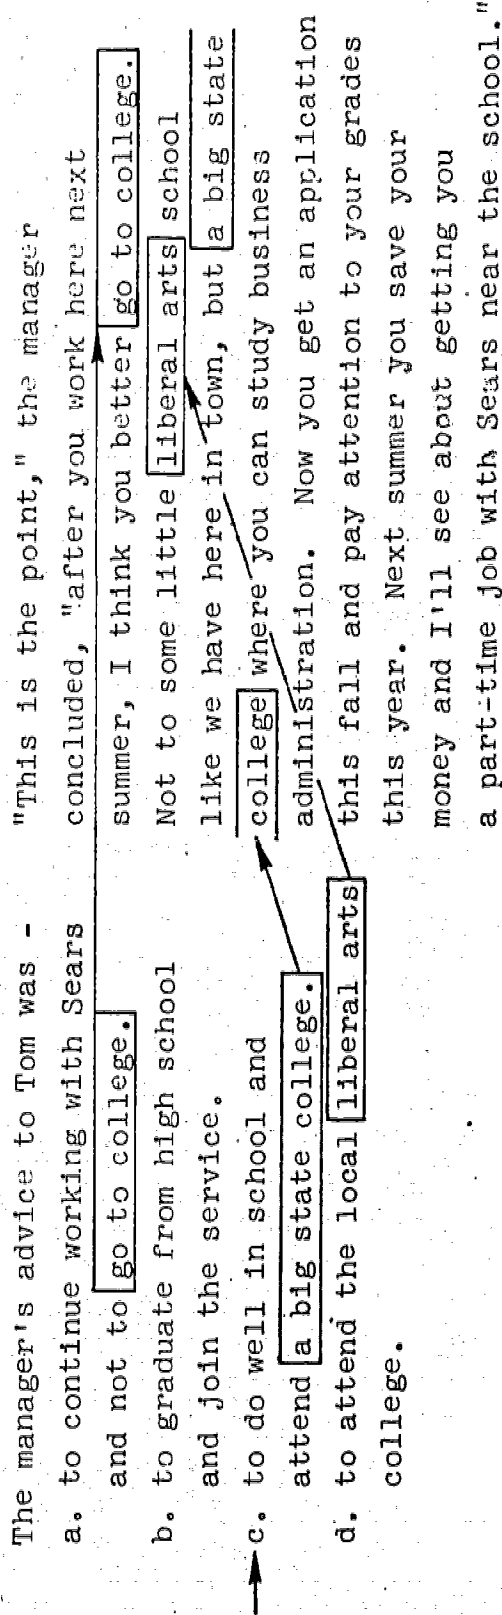 The manager's advice to Tom was -
a. to continue working with Sears
and not to go to college.
b. to graduate from high school
and join the service.
c. to do well in school and
attend a big state college.
d. to attend the local liberal arts
college.
"This is the point," the manager
concluded, "after you work here next
summer, I think you better go to college.
Not to some little liberal arts school
like we have here in town, but a big state
college where you can study business
administration. Now you get an application
this fall and pay attention to your grades
this year. Next summer you save your
money and I'll see about getting you
a part-time job with Sears near the school."